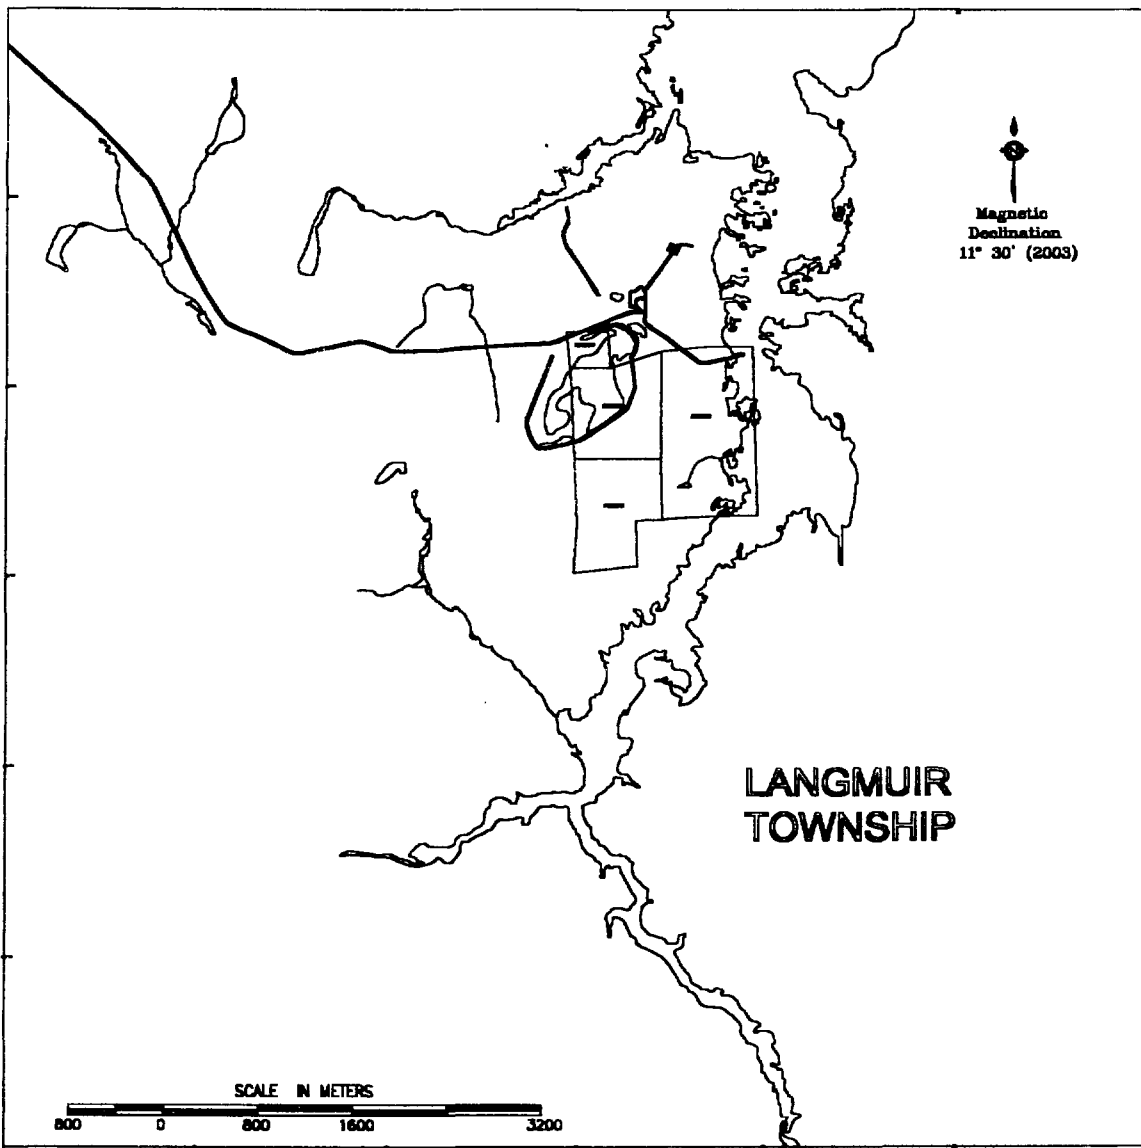 N
Magnetic
Declination
11° 30' (2003)
LANGMUIR
TOWNSHIP
SCALE IN METERS
800 0 800 1600 3200